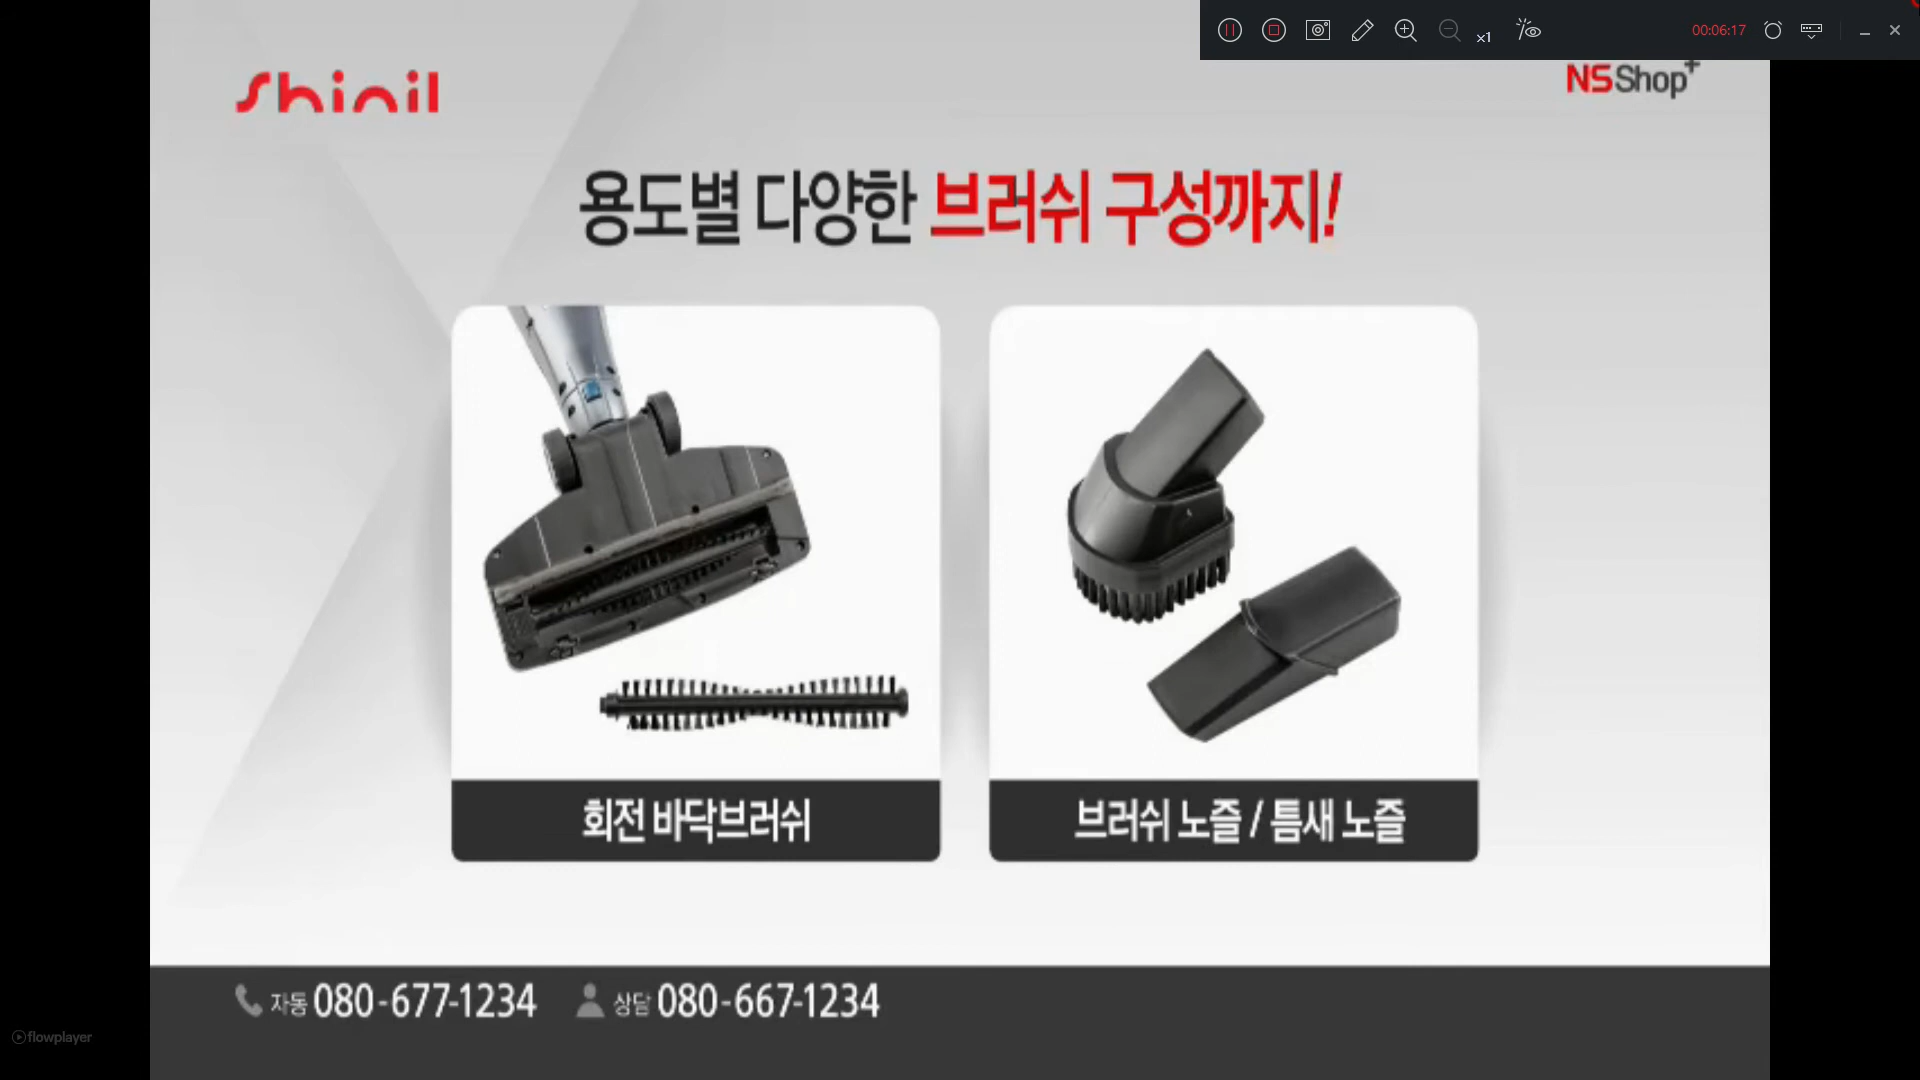 x1
00:06:17
Shinil
NSShop+
용도별 다양한 브러쉬 구성까지!
회전 바닥브러쉬
브러쉬 노즐 / 틈새 노즐
자동 080-677-1234
상담 080-667-1234
flowplayer